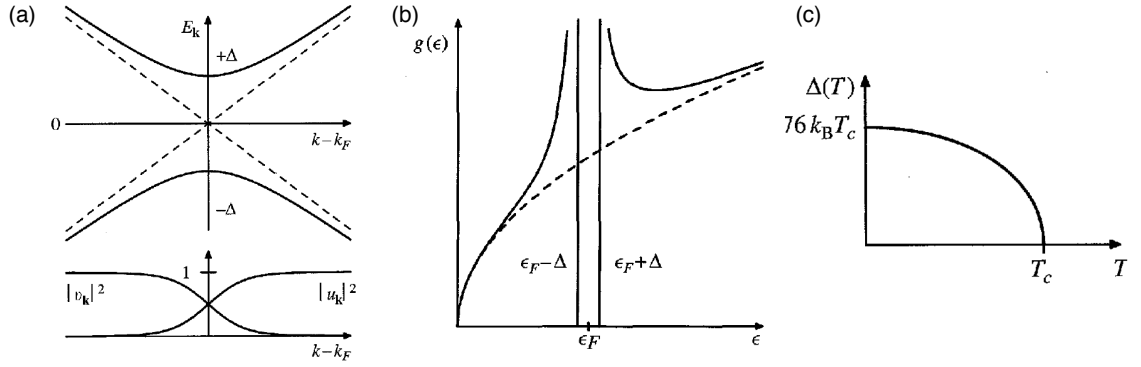 (a)
E_k
+Δ
0
k−k_F
−Δ
1
|v_k|²
|u_k|²
k−k_F
(b)
g(ϵ)
ϵ_F−Δ
ϵ_F+Δ
ϵ_F
ϵ
(c)
Δ(T)
76 k_B T_c
T_c
T